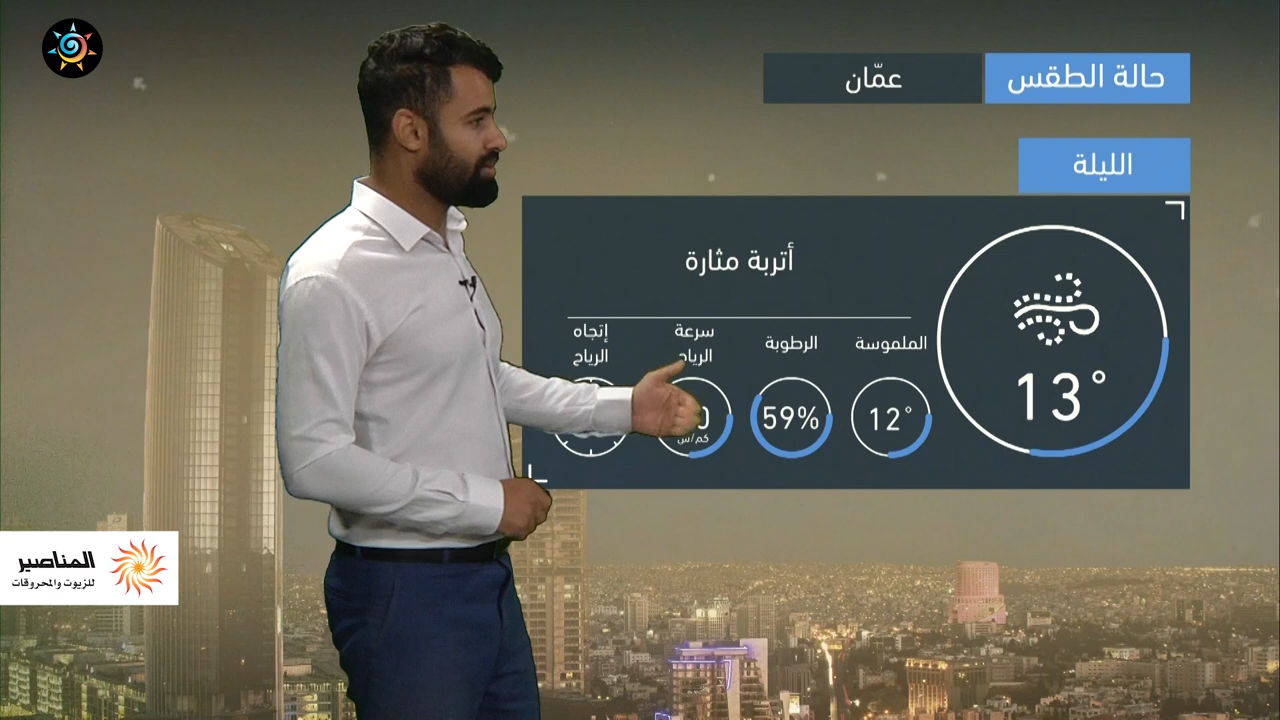 حالة الطقس
عمّان
الليلة
أتربة مثارة
13°
الملموسة
12°
الرطوبة
59%
سرعة
الرياح
كم/س
إتجاه
الرياح
المناصير
للزيوت والمحروقات